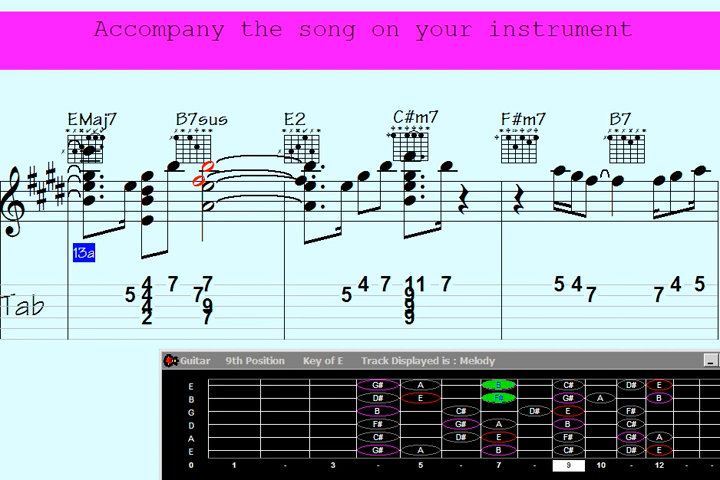 Accompany the song on your instrument
EMaj7 B7sus E2 C#m7 F#m7 B7
13a
4 7 7 4 7 11 7 5 4 4 5
5 4 7 5 9 7 7
4 9 9
2 7 9
Tab
Guitar 9th Position Key of E Track Displayed is : Melody
E G# A B C# D# E
B D# E F# G# A B
G B C# D# E F#
D F# G# A B C#
A C# D# E F# G# A
E G# A B C# D# E
0 1 - 3 - 5 - 7 - 9 10 - 12 - -